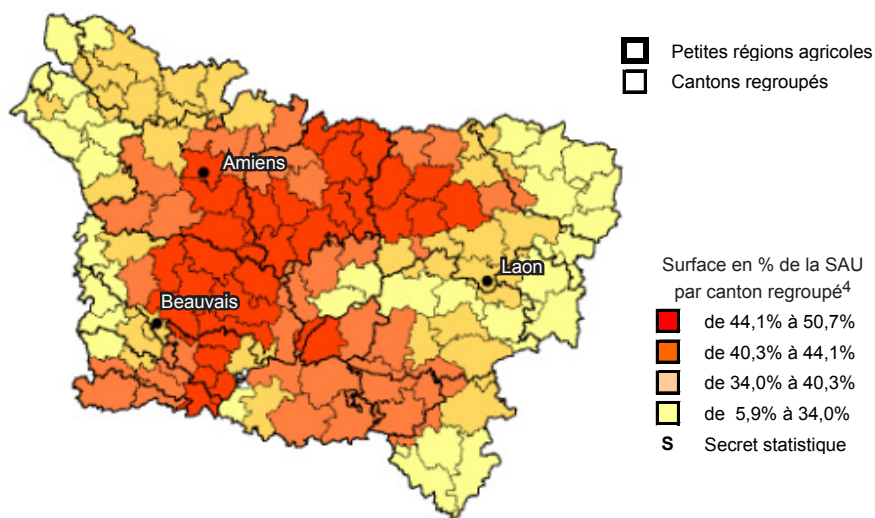 Petites régions agricoles
Cantons regroupés
Amiens
Laon
Beauvais
Surface en % de la SAU
par canton regroupé4
de 44,1% à 50,7%
de 40,3% à 44,1%
de 34,0% à 40,3%
de 5,9% à 34,0%
S Secret statistique